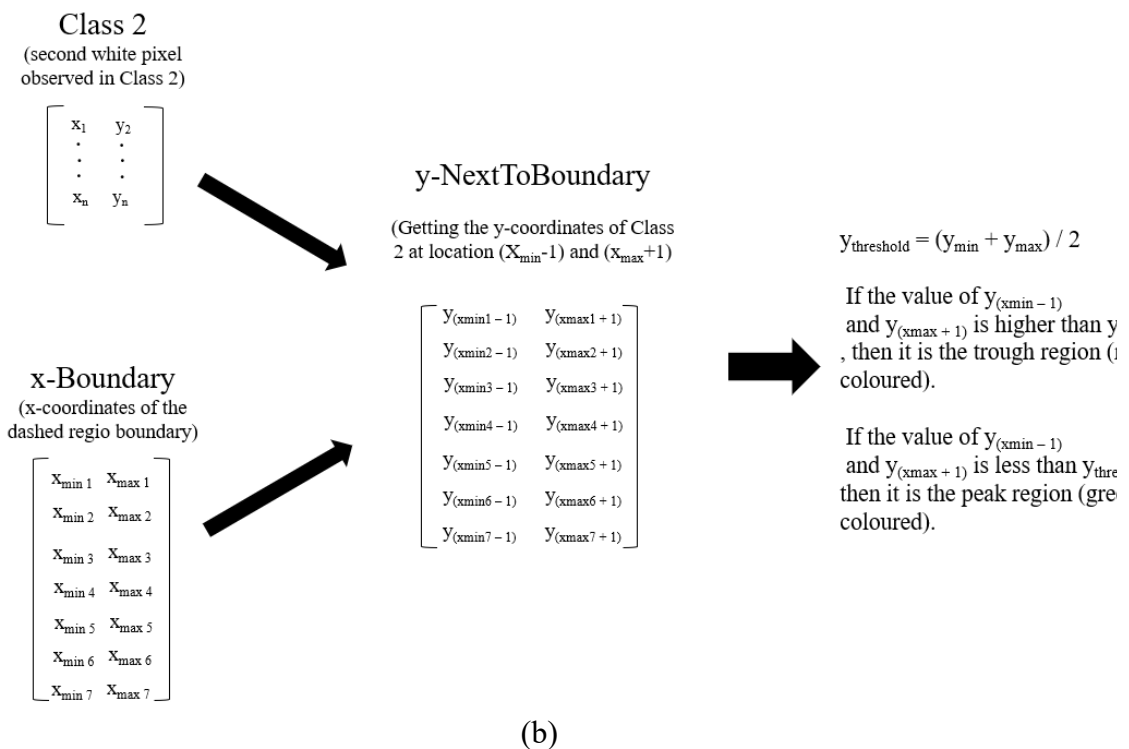 Class 2
(second white pixel
observed in Class 2)
x1 y2
. .
. .
. .
xn yn
x-Boundary
(x-coordinates of the
dashed regio boundary)
xmin 1 xmax 1
xmin 2 xmax 2
xmin 3 xmax 3
xmin 4 xmax 4
xmin 5 xmax 5
xmin 6 xmax 6
xmin 7 xmax 7
y-NextToBoundary
(Getting the y-coordinates of Class
2 at location (Xmin-1) and (xmax+1)
y(xmin1 – 1) y(xmax1 + 1)
y(xmin2 – 1) y(xmax2 + 1)
y(xmin3 – 1) y(xmax3 + 1)
y(xmin4 – 1) y(xmax4 + 1)
y(xmin5 – 1) y(xmax5 + 1)
y(xmin6 – 1) y(xmax6 + 1)
y(xmin7 – 1) y(xmax7 + 1)
ythreshold = (ymin + ymax) / 2
If the value of y(xmin – 1)
and y(xmax + 1) is higher than y
, then it is the trough region (
coloured).
If the value of y(xmin – 1)
and y(xmax + 1) is less than ythre
then it is the peak region (gre
coloured).
(b)